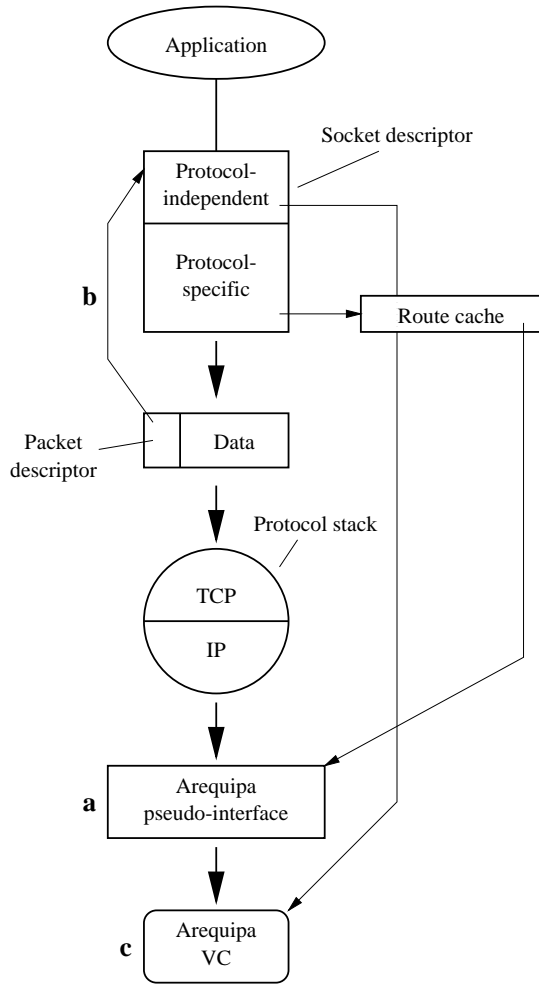 Application
Socket descriptor
Protocol-
independent
Protocol-
specific
b
Route cache
Packet
descriptor
Data
Protocol stack
TCP
IP
a
Arequipa
pseudo-interface
c
Arequipa
VC